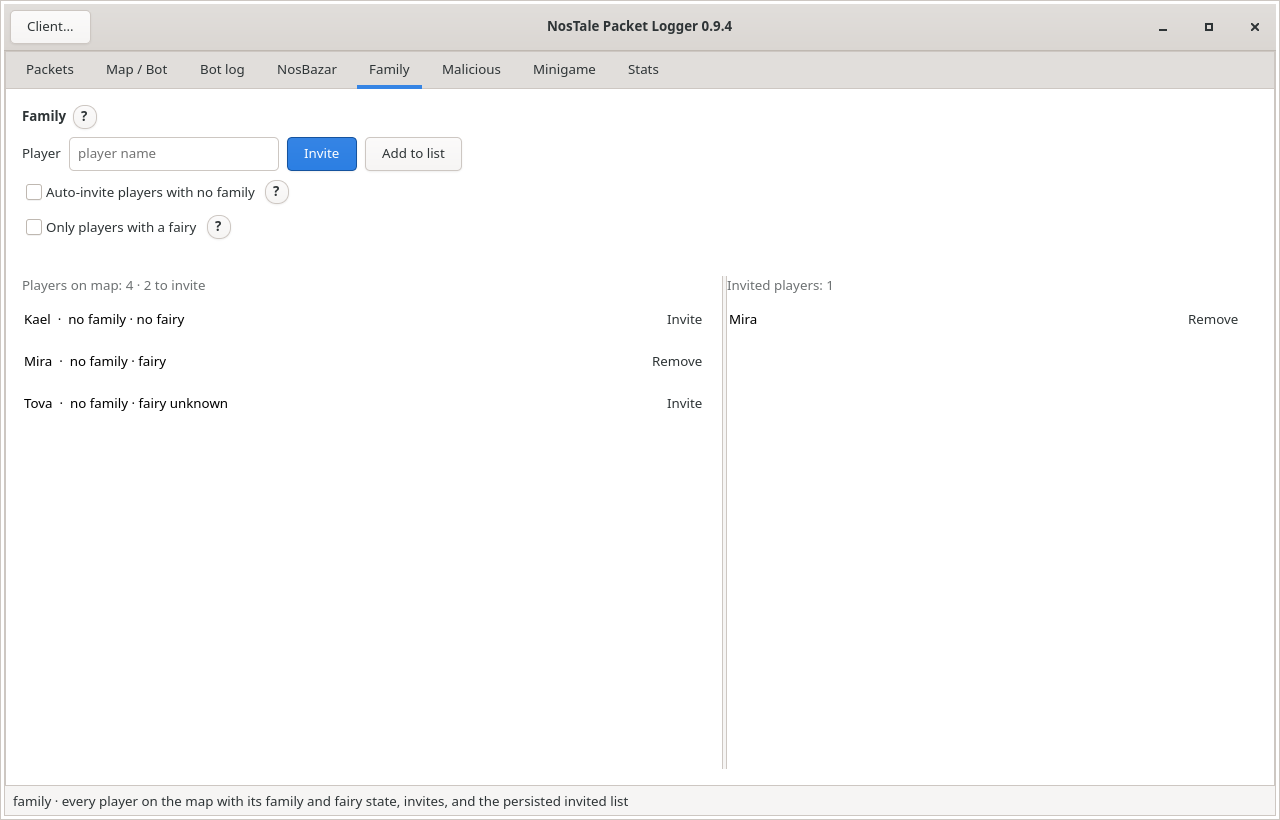 Client...
NosTale Packet Logger 0.9.4
Packets Map / Bot Bot log NosBazar Family Malicious Minigame Stats
Family ?
Player player name Invite Add to list
Auto-invite players with no family ?
Only players with a fairy ?
Players on map: 4 · 2 to invite
Kael · no family · no fairy Invite
Mira · no family · fairy Remove
Tova · no family · fairy unknown Invite
Invited players: 1
Mira Remove
family · every player on the map with its family and fairy state, invites, and the persisted invited list